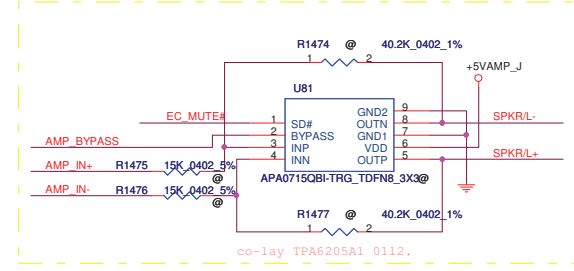 R1474 @ 40.2K_0402_1%
1 2
+5VAMP_J
U81
EC_MUTE# 1 SD# GND2 9
AMP_BYPASS 2 BYPASS OUTN 8 SPKR/L-
3 INP GND1 7
4 INN VDD 6
OUTP 5 SPKR/L+
AMP_IN+ R1475 15K_0402_5%
@
APA0715QBI-TRG_TDFN8_3X3@
AMP_IN- R1476 15K_0402_5%
@
R1477 @ 40.2K_0402_1%
1 2
co-lay TPA6205A1 0112.